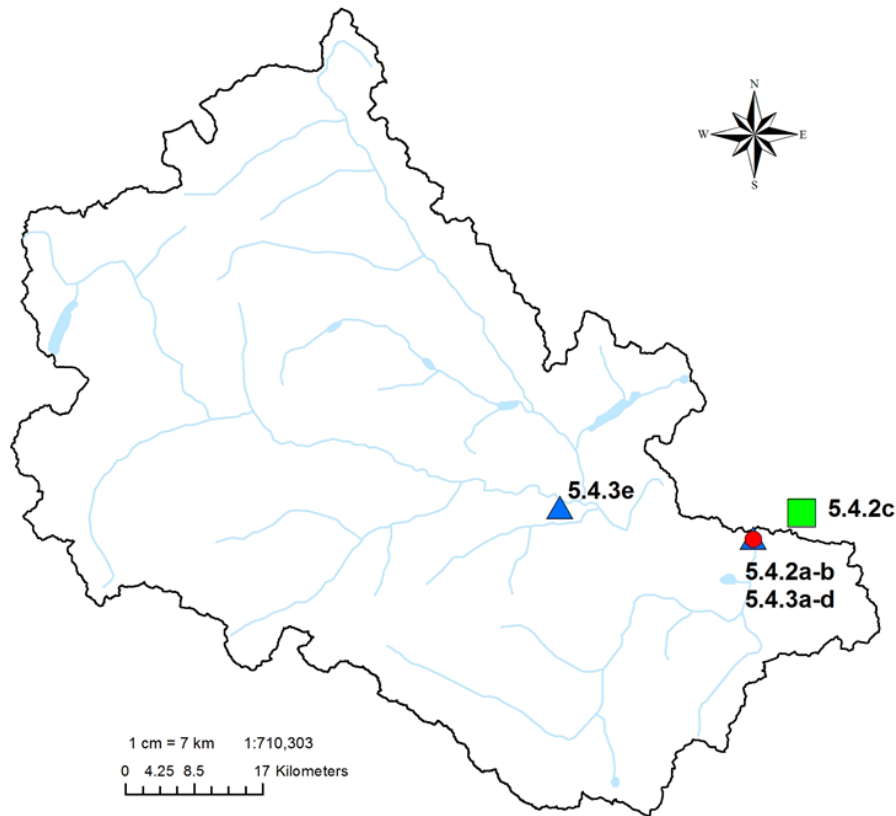 N
W E
S
5.4.3e
5.4.2c
5.4.2a-b
5.4.3a-d
1 cm = 7 km 1:710,303
0 4.25 8.5 17 Kilometers